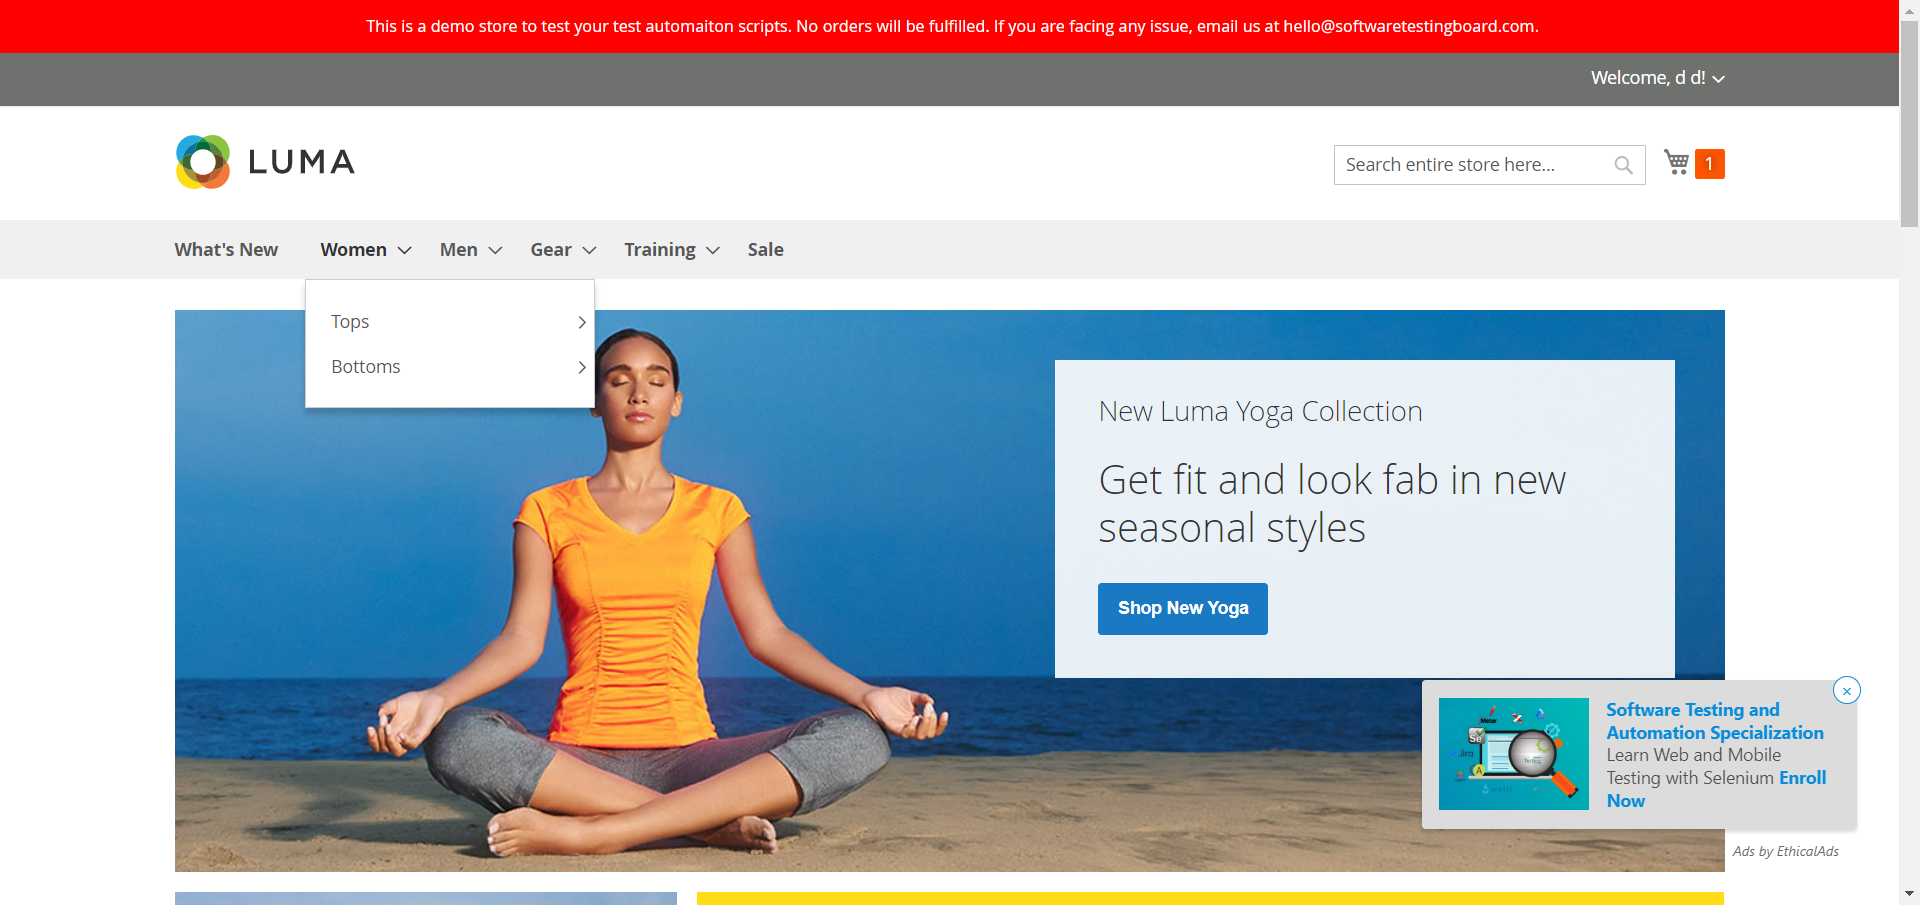 This is a demo store to test your test automaiton scripts. No orders will be fulfilled. If you are facing any issue, email us at hello@softwaretestingboard.com.
Welcome, d d!
LUMA
Search entire store here...
1
What's New Women Men Gear Training Sale
Tops
Bottoms
New Luma Yoga Collection
Get fit and look fab in new
seasonal styles
Shop New Yoga
Software Testing and
Automation Specialization
Learn Web and Mobile
Testing with Selenium Enroll
Now
Meter
Se
Jira
A
Ads by EthicalAds